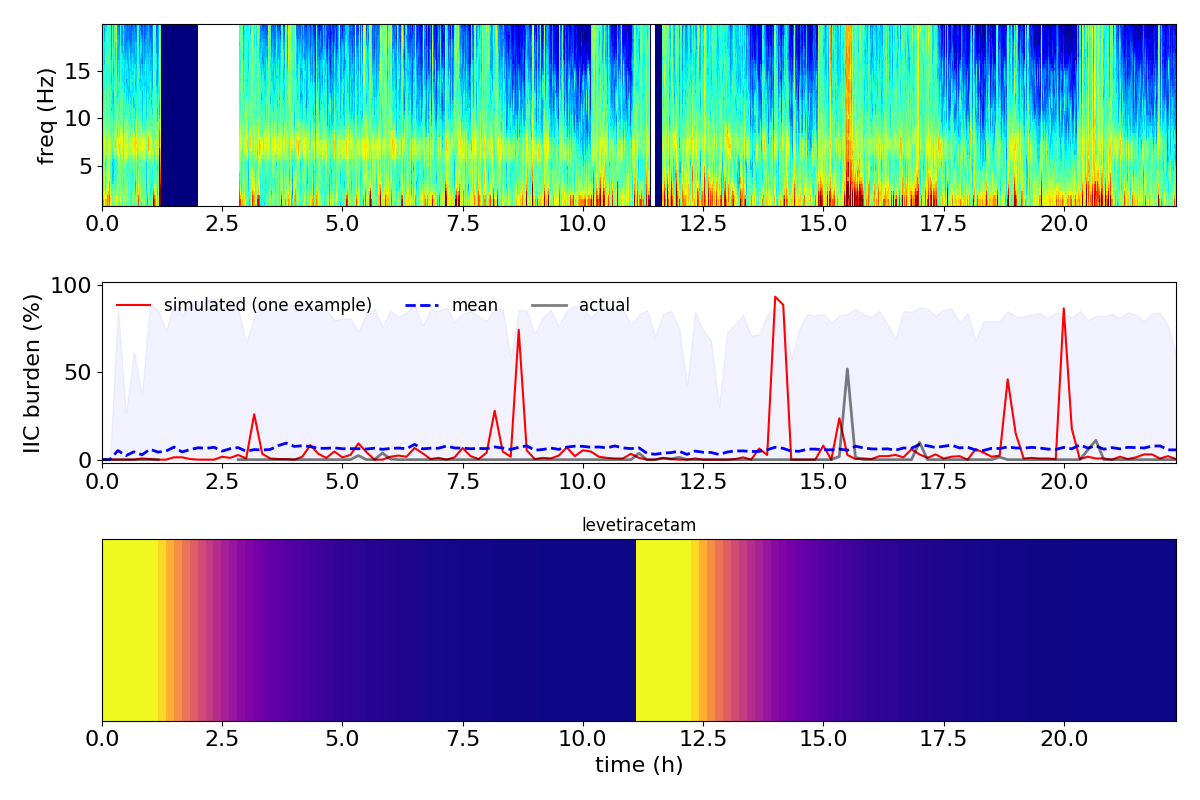 freq (Hz)
15
10
5
0.0 2.5 5.0 7.5 10.0 12.5 15.0 17.5 20.0
IIC burden (%)
100
50
0
simulated (one example) mean actual
0.0 2.5 5.0 7.5 10.0 12.5 15.0 17.5 20.0
levetiracetam
0.0 2.5 5.0 7.5 10.0 12.5 15.0 17.5 20.0
time (h)